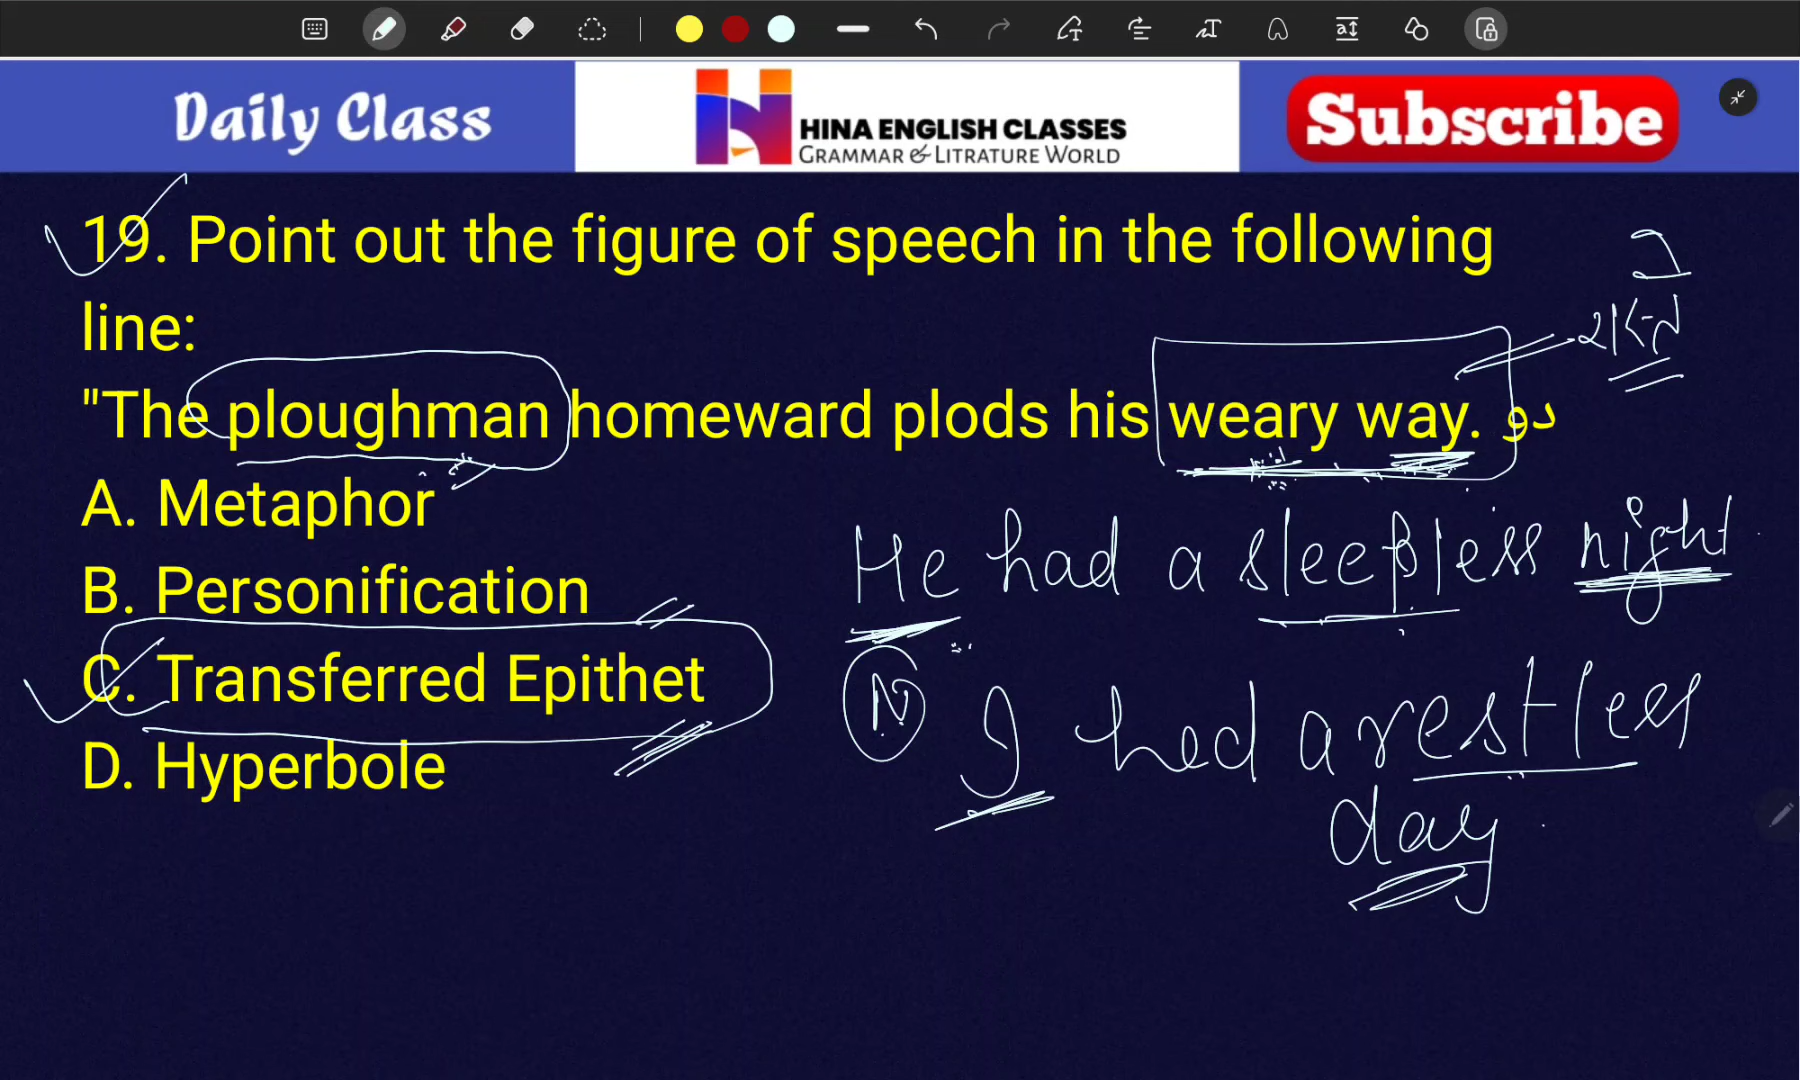 Daily Class
HINA ENGLISH CLASSES
GRAMMAR & LITRATURE WORLD
Subscribe
19. Point out the figure of speech in the following
line:
"The ploughman homeward plods his weary way. دو
A. Metaphor
B. Personification
C. Transferred Epithet
D. Hyperbole
He had a sleepless night
N
I had a restless
day.